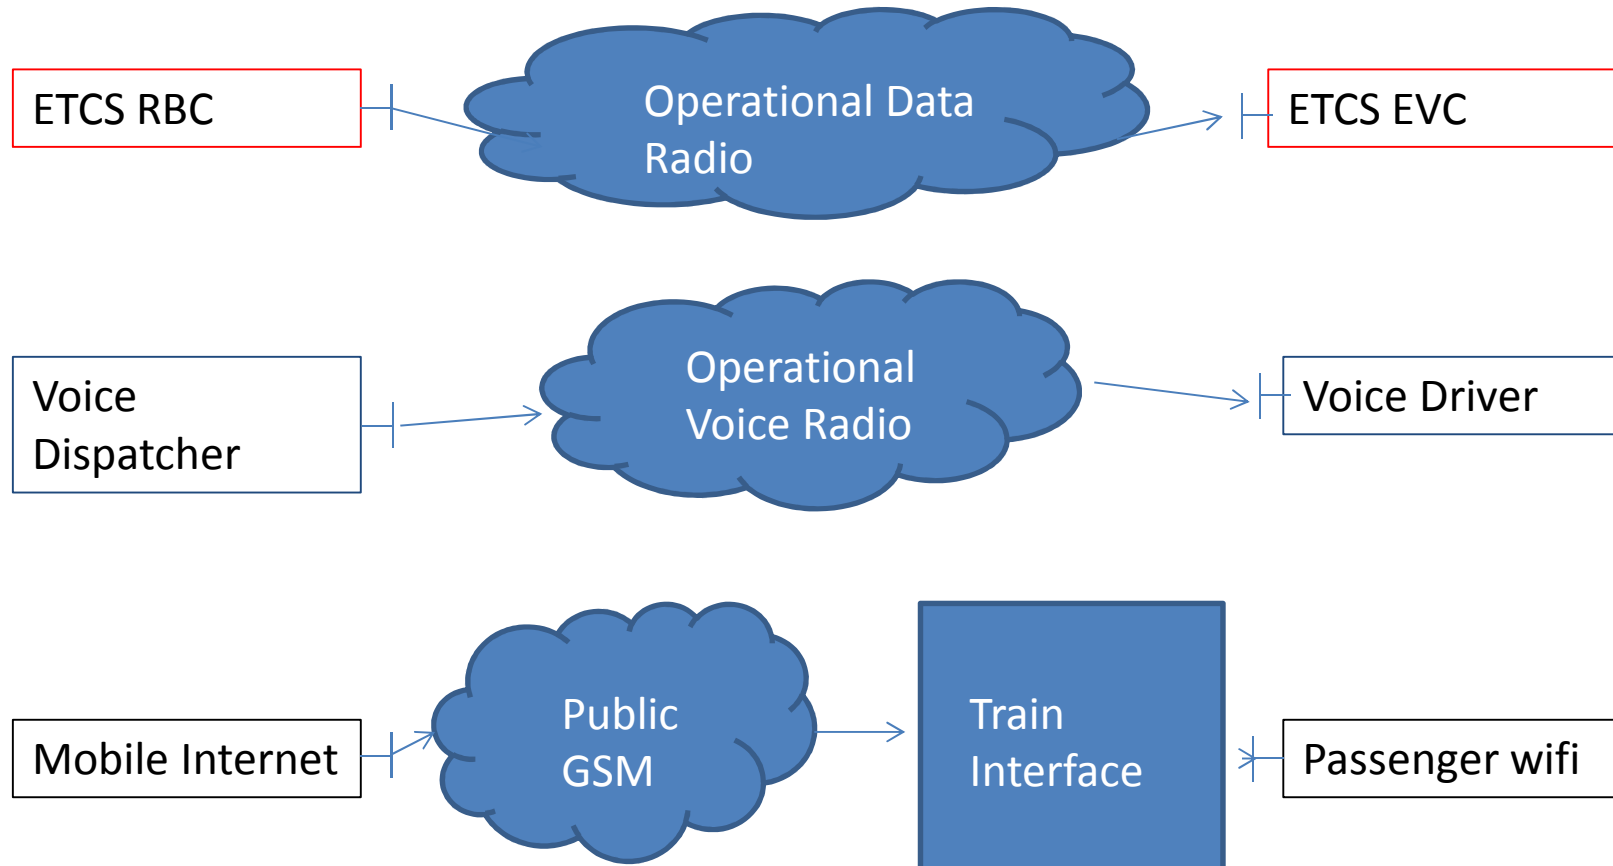 ETCS RBC
Operational Data
Radio
ETCS EVC
Voice
Dispatcher
Operational
Voice Radio
Voice Driver
Mobile Internet
Public
GSM
Train
Interface
Passenger wifi